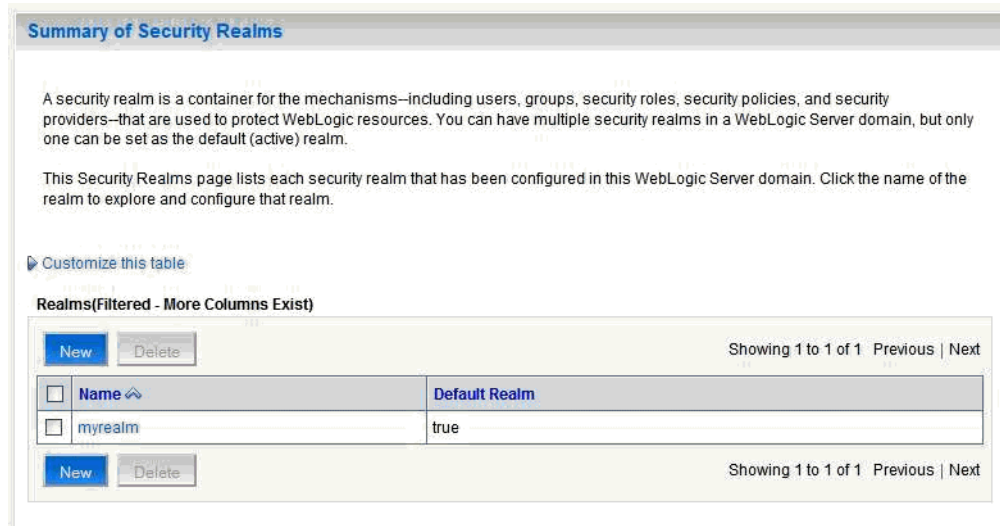 Summary of Security Realms
A security realm is a container for the mechanisms--including users, groups, security roles, security policies, and security
providers--that are used to protect WebLogic resources. You can have multiple security realms in a WebLogic Server domain, but only
one can be set as the default (active) realm.
This Security Realms page lists each security realm that has been configured in this WebLogic Server domain. Click the name of the
realm to explore and configure that realm.
Customize this table
Realms(Filtered - More Columns Exist)
New Delete Showing 1 to 1 of 1 Previous | Next
Name Default Realm
myrealm true
New Delete Showing 1 to 1 of 1 Previous | Next